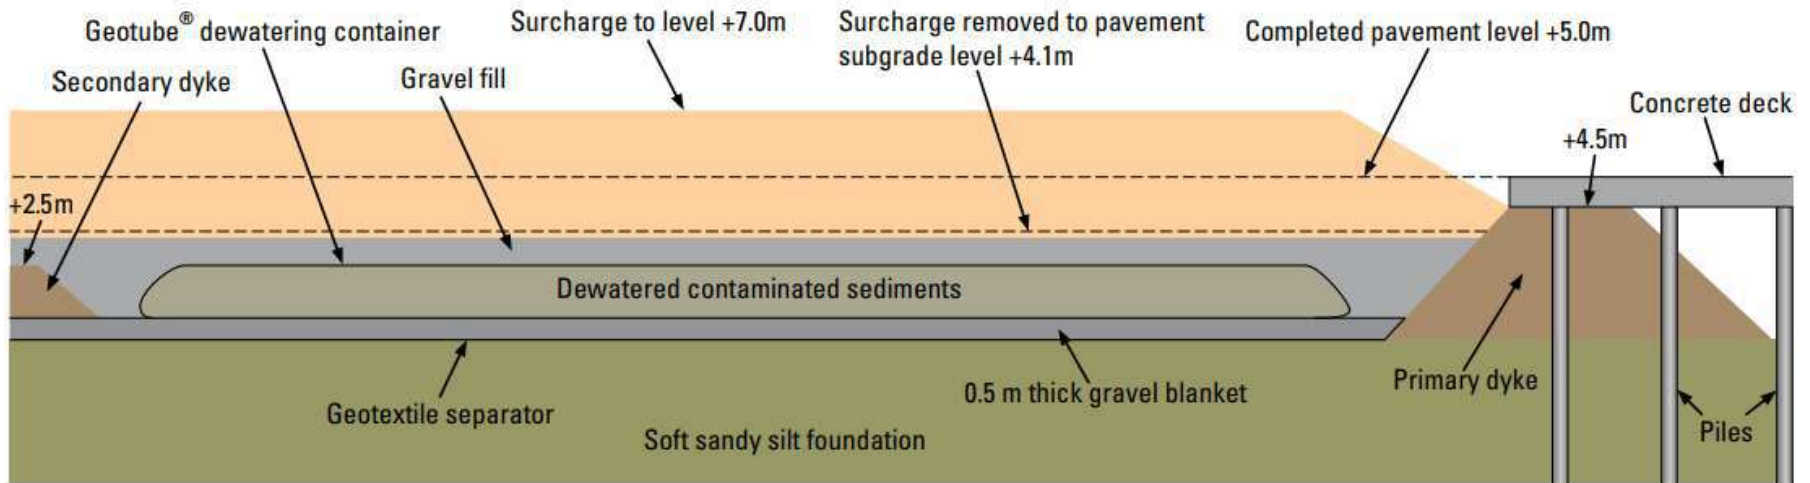 Geotube® dewatering container
Surcharge to level +7.0m
Surcharge removed to pavement
subgrade level +4.1m
Completed pavement level +5.0m
Secondary dyke
Gravel fill
Concrete deck
+4.5m
+2.5m
Dewatered contaminated sediments
Primary dyke
0.5 m thick gravel blanket
Geotextile separator
Soft sandy silt foundation
Piles